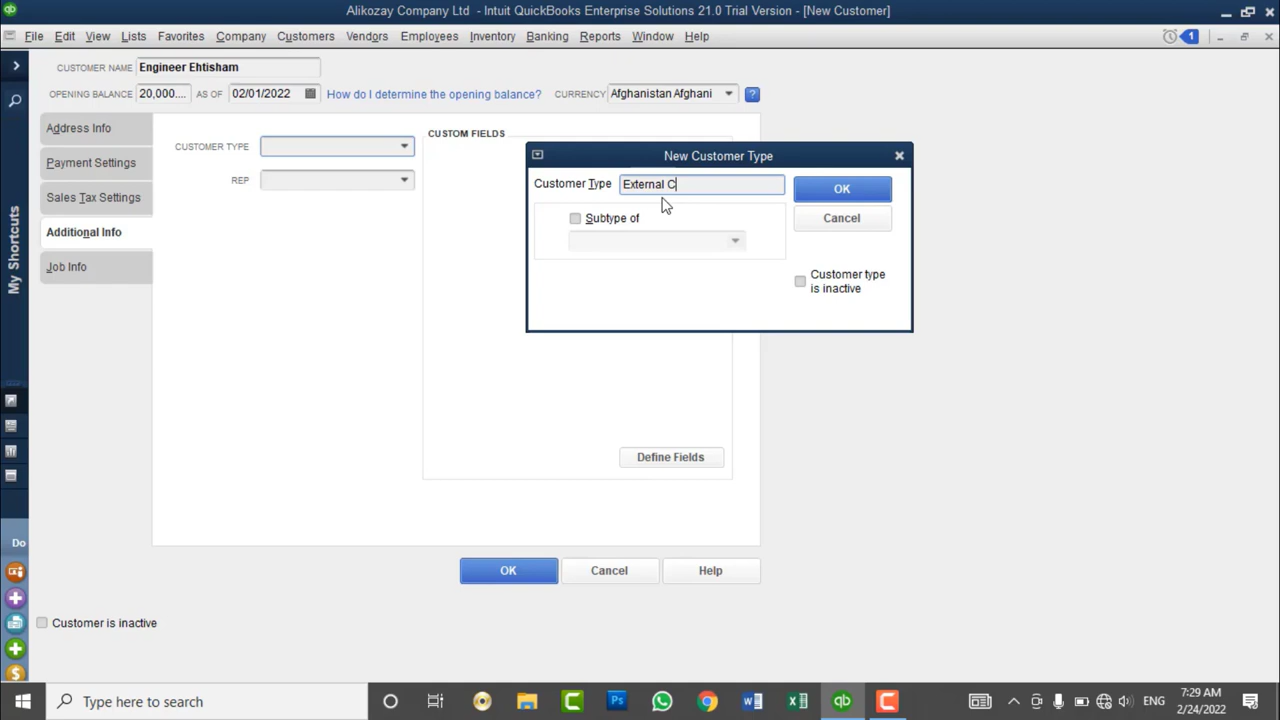 Alikozay Company Ltd - Intuit QuickBooks Enterprise Solutions 21.0 Trial Version - [New Customer]
File Edit View Lists Favorites Company Customers Vendors Employees Inventory Banking Reports Window Help
1
CUSTOMER NAME Engineer Ehtisham
OPENING BALANCE 20,000.... AS OF 02/01/2022 How do I determine the opening balance? CURRENCY Afghanistan Afghani ?
Address Info
Payment Settings
Sales Tax Settings
Additional Info
Job Info
CUSTOMER TYPE
REP
CUSTOM FIELDS
New Customer Type
Customer Type External C
OK
Subtype of
Cancel
Customer type
is inactive
Define Fields
OK Cancel Help
Customer is inactive
My Shortcuts
Do
Type here to search
ENG
7:29 AM
2/24/2022